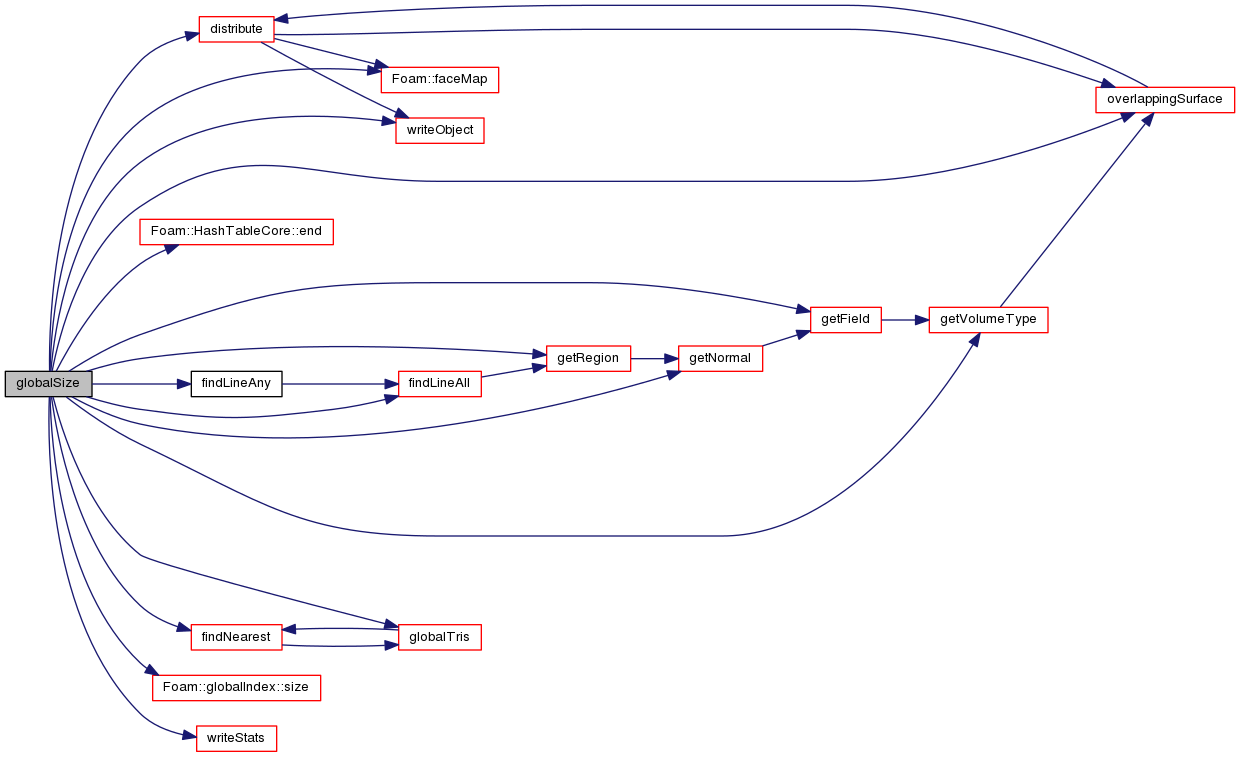 distribute
Foam::faceMap
overlappingSurface
writeObject
Foam::HashTableCore::end
getField
getVolumeType
getRegion
getNormal
globalSize
findLineAny
findLineAll
findNearest
globalTris
Foam::globalIndex::size
writeStats